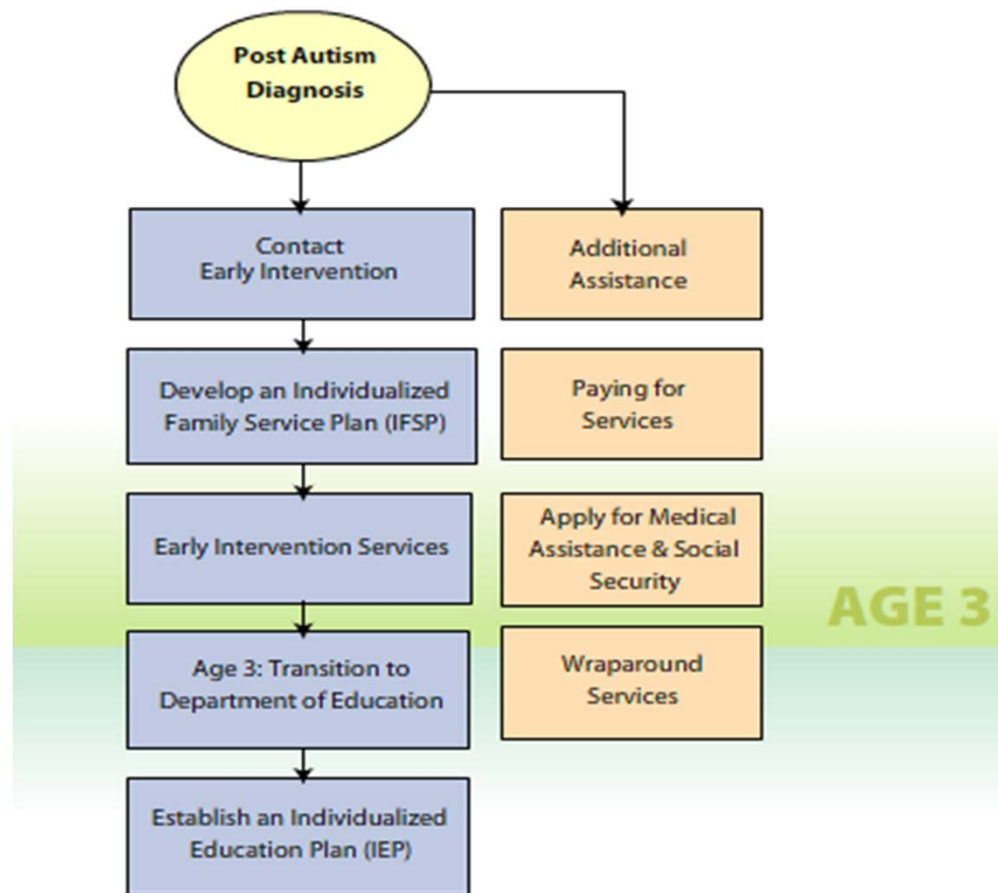 Post Autism
Diagnosis
Contact
Early Intervention
Additional
Assistance
Develop an Individualized
Family Service Plan (IFSP)
Paying for
Services
Early Intervention Services
Apply for Medical
Assistance & Social
Security
AGE 3
Age 3: Transition to
Department of Education
Wraparound
Services
Establish an Individualized
Education Plan (IEP)